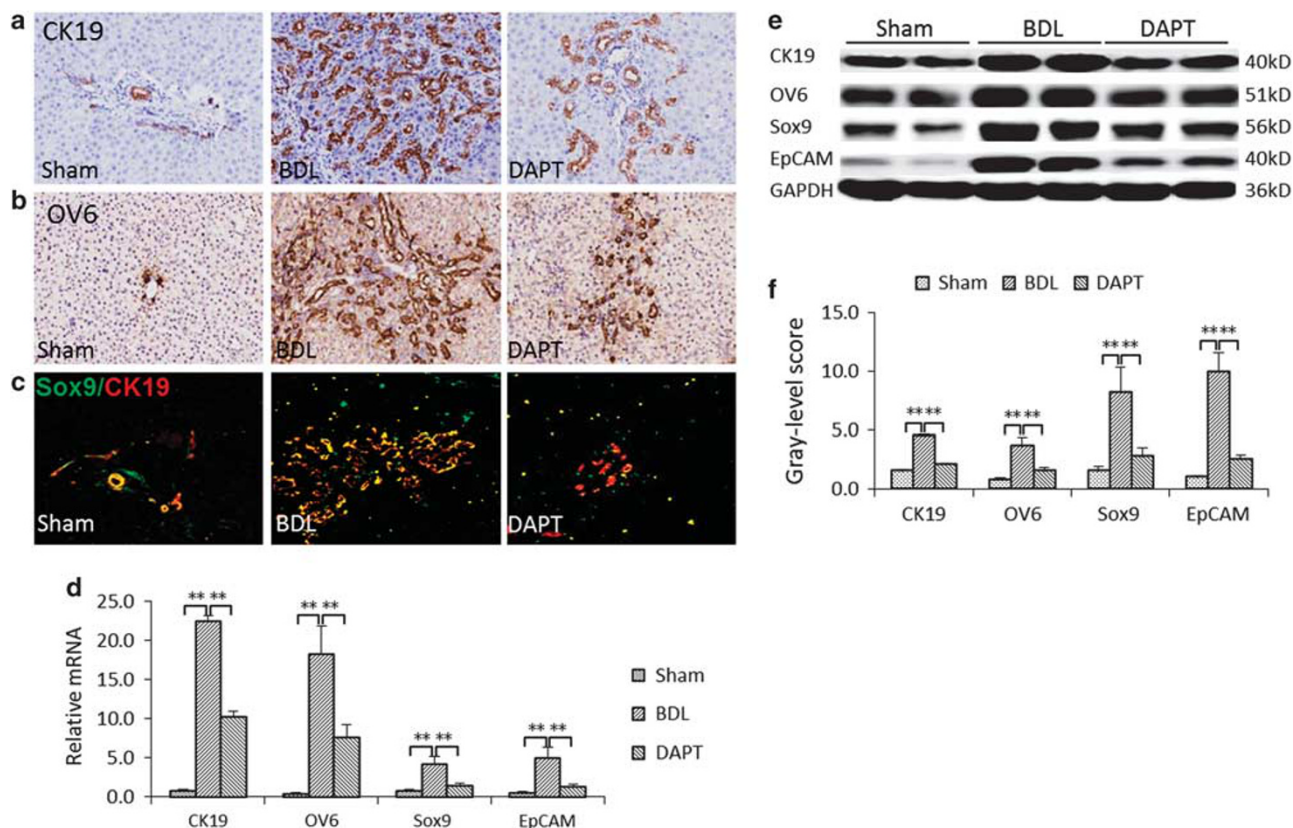 a
CK19
Sham
BDL
DAPT
b
OV6
Sham
BDL
DAPT
c
Sox9/CK19
Sham
BDL
DAPT
d
Relative mRNA
25.0
20.0
15.0
10.0
5.0
0.0
** **
** **
** **
** **
CK19 OV6 Sox9 EpCAM
Sham
BDL
DAPT
e
Sham BDL DAPT
CK19 40kD
OV6 51kD
Sox9 56kD
EpCAM 40kD
GAPDH 36kD
f
Sham BDL DAPT
Gray-level score
15.0
10.0
5.0
0.0
** **
** **
** **
** **
CK19 OV6 Sox9 EpCAM